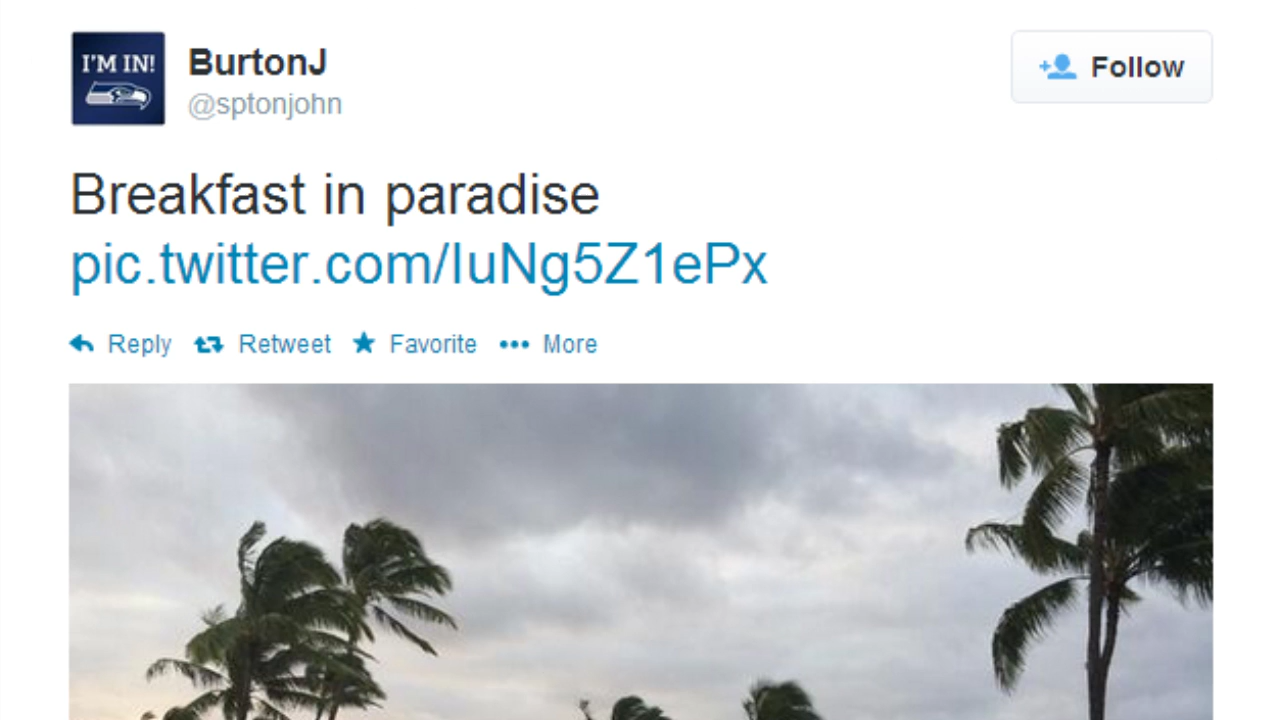 I'M IN!
BurtonJ
@sptonjohn
Follow
Breakfast in paradise
pic.twitter.com/IuNg5Z1ePx
Reply Retweet Favorite More